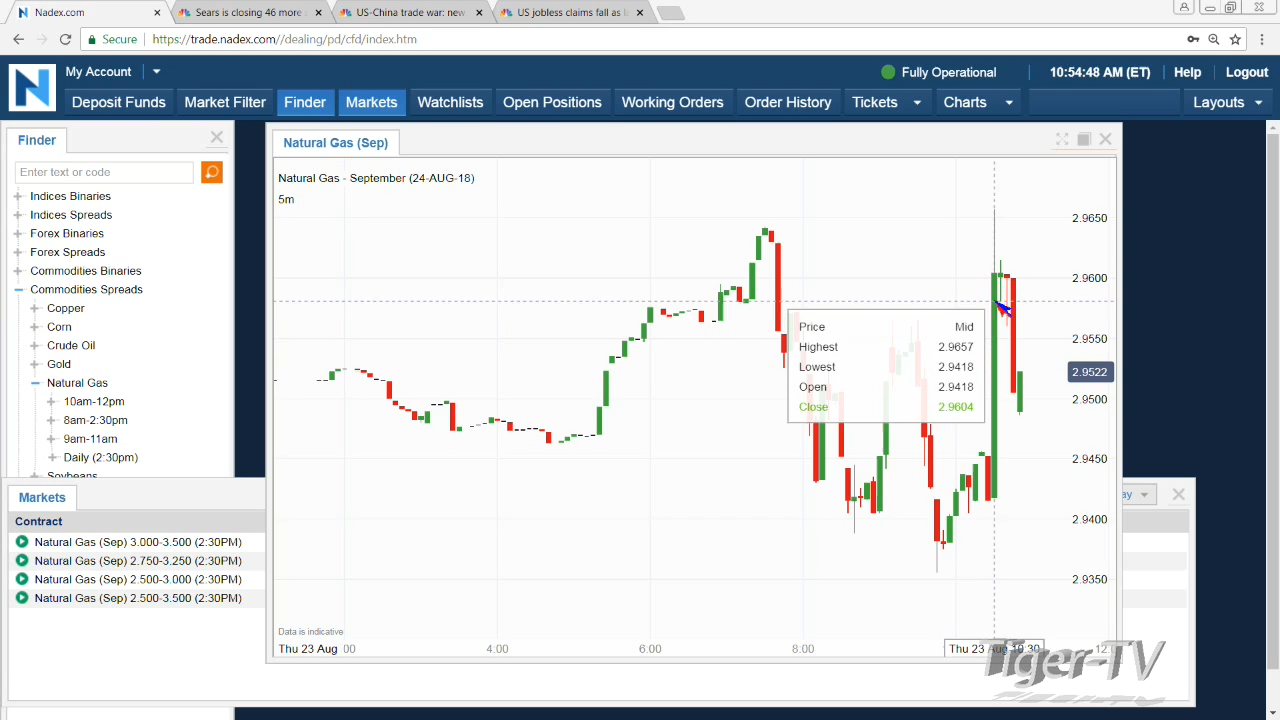 Nadex.com
Sears is closing 46 more
US-China trade war: new
US jobless claims fall as
Secure https://trade.nadex.com//dealing/pd/cfd/index.htm
N
My Account
Fully Operational
10:54:48 AM (ET)
Help
Logout
Deposit Funds
Market Filter
Finder
Markets
Watchlists
Open Positions
Working Orders
Order History
Tickets
Charts
Layouts
Finder
Enter text or code
Indices Binaries
Indices Spreads
Forex Binaries
Forex Spreads
Commodities Binaries
Commodities Spreads
Copper
Corn
Crude Oil
Gold
Natural Gas
10am-12pm
8am-2:30pm
9am-11am
Daily (2:30pm)
Soybeans
Natural Gas (Sep)
Natural Gas - September (24-AUG-18)
5m
2.9650
2.9600
2.9550
2.9522
2.9500
2.9450
2.9400
2.9350
Price Mid
Highest 2.9657
Lowest 2.9418
Open 2.9418
Close 2.9604
Data is indicative
Thu 23 Aug 00 4:00 6:00 8:00 Thu 23 Aug 10:30 12:0
Markets
ay
Contract
Natural Gas (Sep) 3.000-3.500 (2:30PM)
Natural Gas (Sep) 2.750-3.250 (2:30PM)
Natural Gas (Sep) 2.500-3.000 (2:30PM)
Natural Gas (Sep) 2.500-3.500 (2:30PM)
Tiger-TV